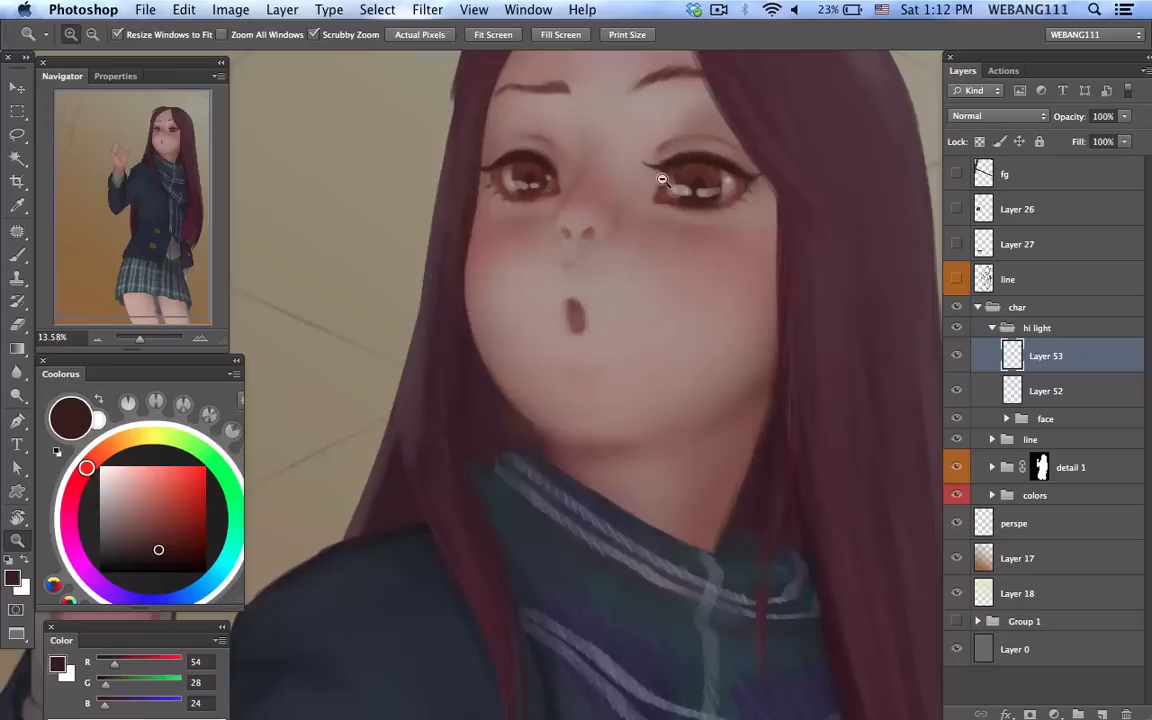 Photoshop File Edit Image Layer Type Select Filter View Window Help 23% Sat 1:12 PM WEBANG111
Resize Windows to Fit Zoom All Windows Scrubby Zoom Actual Pixels Fit Screen Fill Screen Print Size WEBANG111
Navigator Properties
13.58%
Colorus
Color
R 54
G 28
B 24
Layers Actions
Kind
Normal Opacity: 100%
Lock: Fill: 100%
fg
Layer 26
Layer 27
line
char
hi light
Layer 53
Layer 52
face
line
detail 1
colors
perspe
Layer 17
Layer 18
Group 1
Layer 0
fx